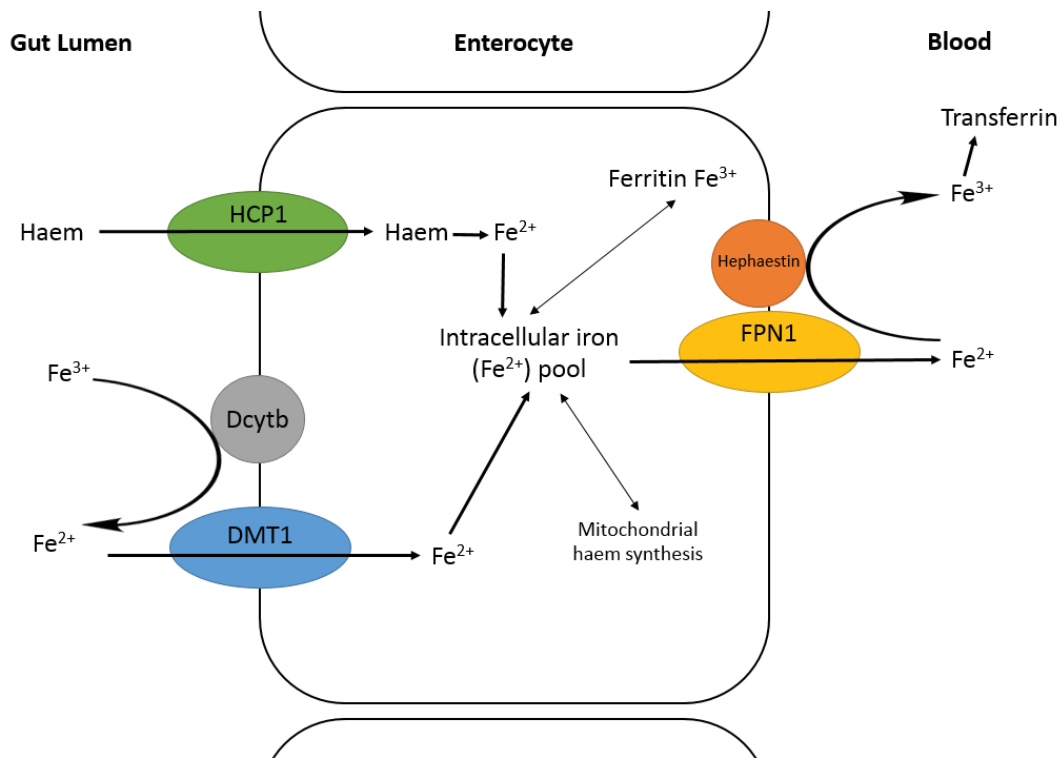 Gut Lumen
Enterocyte
Blood
Transferrin
Ferritin Fe³⁺
Fe³⁺
HCP1
Haem
Haem
Fe²⁺
Hephaestin
Intracellular iron
(Fe²⁺) pool
FPN1
Fe²⁺
Fe³⁺
Dcytb
Fe²⁺
DMT1
Fe²⁺
Mitochondrial
haem synthesis